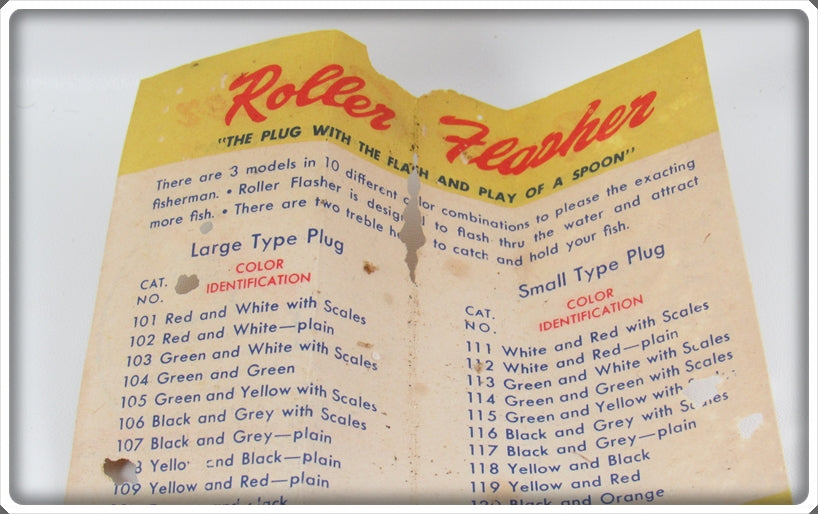 Roller Flasher
"THE PLUG WITH THE FLASH AND PLAY OF A SPOON"
There are 3 models in 10 different color combinations to please the exacting
fisherman. • Roller Flasher is designed to flash thru the water and attract
more fish. • There are two treble to catch and hold your fish.
Large Type Plug
CAT. NO.
COLOR IDENTIFICATION
101 Red and White with Scales
102 Red and White—plain
103 Green and White with Scales
104 Green and Green
105 Green and Yellow with Scales
106 Black and Grey with Scales
107 Black and Grey—plain
8 Yellow and Black—plain
109 Yellow and Red—plain
and Black
Small Type Plug
CAT. NO.
COLOR IDENTIFICATION
111 White and Red with Scales
112 White and Red—plain
113 Green and White with Scales
114 Green and Green with Scales
115 Green and Yellow with
116 Black and Grey with Scales
117 Black and Grey—plain
118 Yellow and Black
119 Yellow and Red
120 Black and Orange